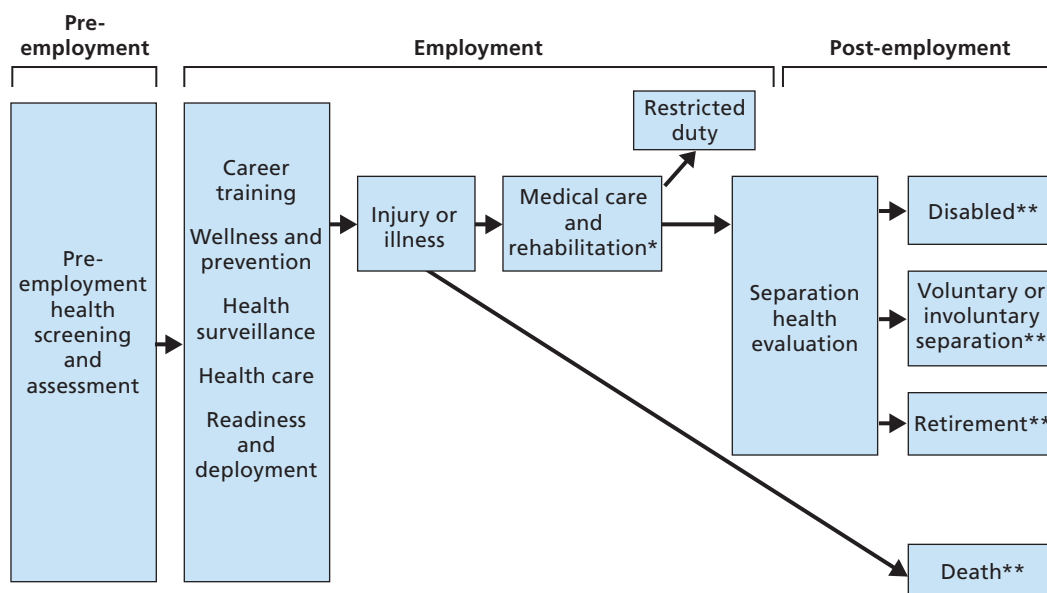 Pre-
employment
Employment
Post-employment
Pre-
employment
health
screening
and
assessment
Career
training
Wellness and
prevention
Health
surveillance
Health care
Readiness
and
deployment
Injury or
illness
Medical care
and
rehabilitation*
Restricted
duty
Separation
health
evaluation
Disabled**
Voluntary or
involuntary
separation**
Retirement**
Death**